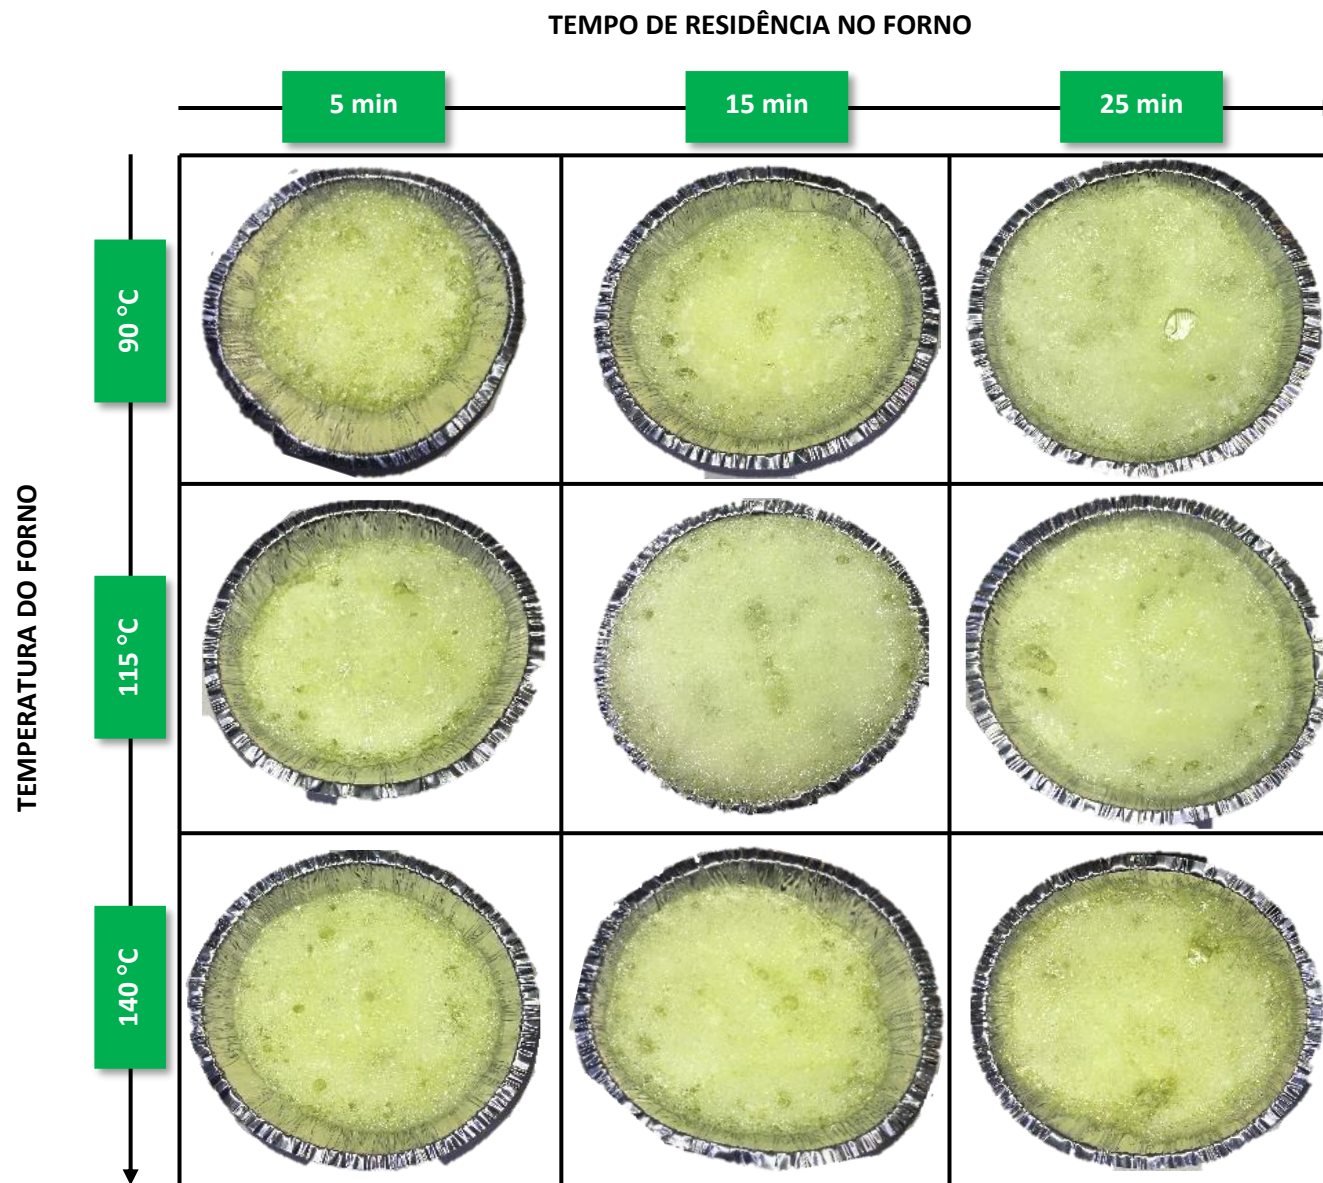 TEMPO DE RESIDÊNCIA NO FORNO
5 min
15 min
25 min
TEMPERATURA DO FORNO
90 °C
115 °C
140 °C